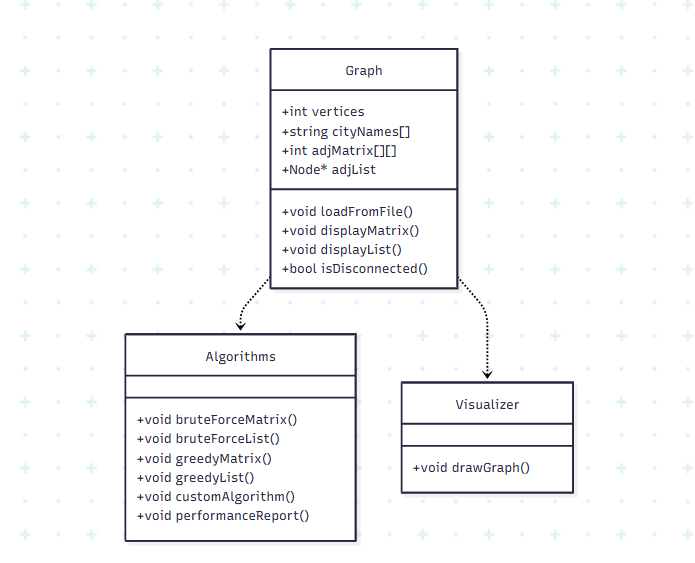 Graph
+int vertices
+string cityNames[]
+int adjMatrix[][]
+Node* adjList
+void loadFromFile()
+void displayMatrix()
+void displayList()
+bool isDisconnected()
Algorithms
+void bruteForceMatrix()
+void bruteForceList()
+void greedyMatrix()
+void greedyList()
+void customAlgorithm()
+void performanceReport()
Visualizer
+void drawGraph()